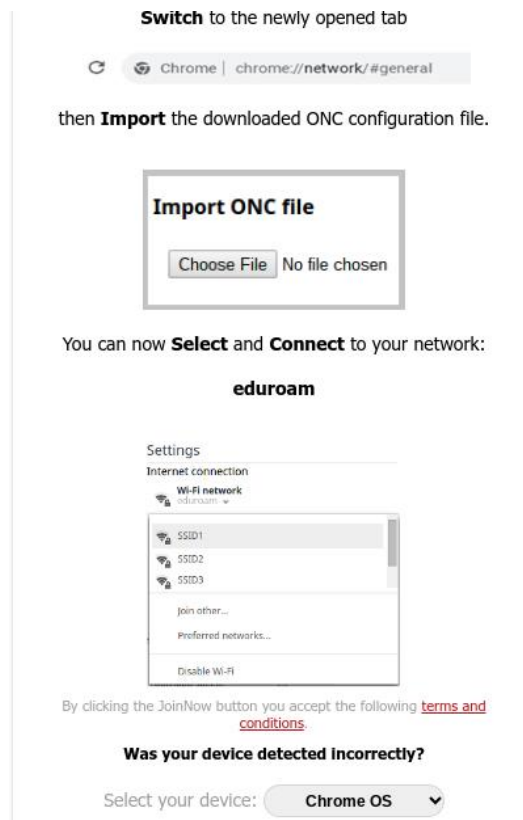 Switch to the newly opened tab
Chrome | chrome://network/#general
then Import the downloaded ONC configuration file.
Import ONC file
Choose File No file chosen
You can now Select and Connect to your network:
eduroam
Settings
Internet connection
Wi-Fi network
eduroam
SSID1
SSID2
SSID3
Join other...
Preferred networks...
Disable Wi-Fi
By clicking the JoinNow button you accept the following terms and
conditions.
Was your device detected incorrectly?
Select your device: Chrome OS